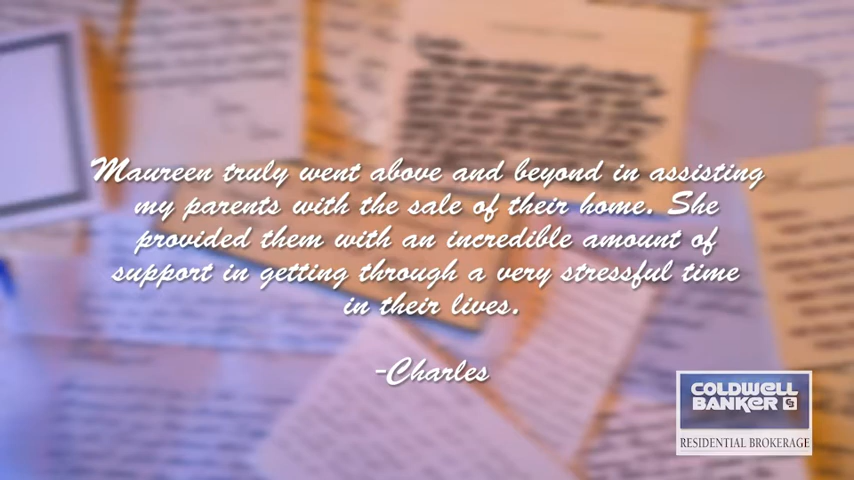 "Maureen truly went above and beyond in assisting
my parents with the sale of their home. She
provided them with an incredible amount of
support in getting through a very stressful time
in their lives.
-Charles
COLDWELL
BANKER CB
RESIDENTIAL BROKERAGE